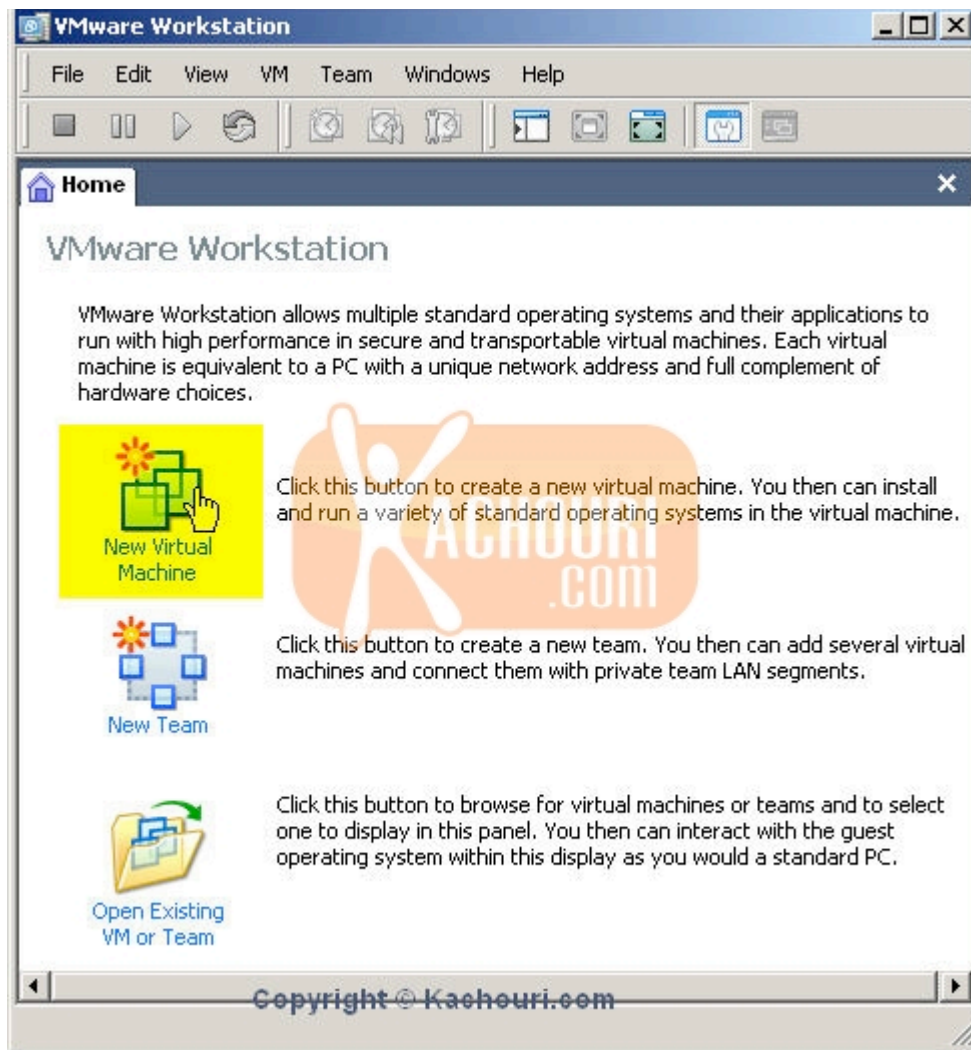 VMware Workstation
File Edit View VM Team Windows Help
Home
VMware Workstation
VMware Workstation allows multiple standard operating systems and their applications to
run with high performance in secure and transportable virtual machines. Each virtual
machine is equivalent to a PC with a unique network address and full complement of
hardware choices.
New Virtual
Machine
Click this button to create a new virtual machine. You then can install
and run a variety of standard operating systems in the virtual machine.
KACHOURI
.com
New Team
Click this button to create a new team. You then can add several virtual
machines and connect them with private team LAN segments.
Open Existing
VM or Team
Click this button to browse for virtual machines or teams and to select
one to display in this panel. You then can interact with the guest
operating system within this display as you would a standard PC.
Copyright © Kachouri.com